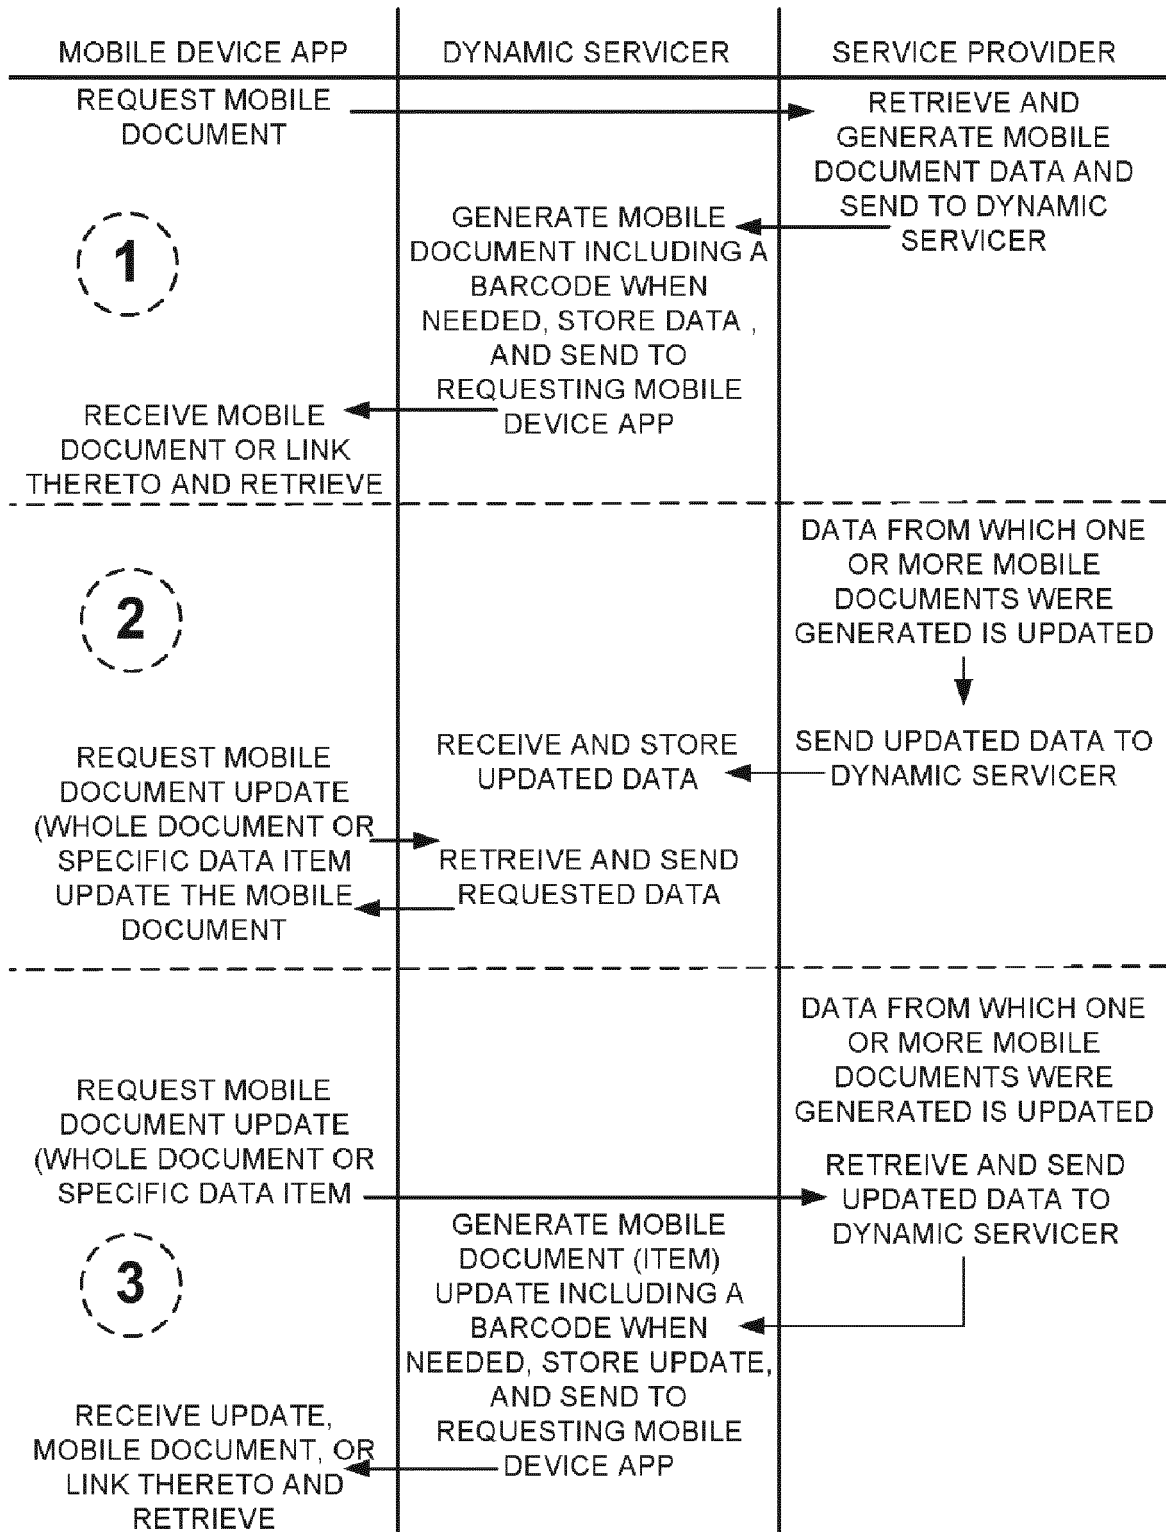 MOBILE DEVICE APP
DYNAMIC SERVICER
SERVICE PROVIDER
REQUEST MOBILE
DOCUMENT
RETRIEVE AND
GENERATE MOBILE
DOCUMENT DATA AND
SEND TO DYNAMIC
SERVICER
1
GENERATE MOBILE
DOCUMENT INCLUDING A
BARCODE WHEN
NEEDED, STORE DATA ,
AND SEND TO
REQUESTING MOBILE
DEVICE APP
RECEIVE MOBILE
DOCUMENT OR LINK
THERETO AND RETRIEVE
2
DATA FROM WHICH ONE
OR MORE MOBILE
DOCUMENTS WERE
GENERATED IS UPDATED
SEND UPDATED DATA TO
DYNAMIC SERVICER
RECEIVE AND STORE
UPDATED DATA
REQUEST MOBILE
DOCUMENT UPDATE
(WHOLE DOCUMENT OR
SPECIFIC DATA ITEM
RETREIVE AND SEND
REQUESTED DATA
UPDATE THE MOBILE
DOCUMENT
DATA FROM WHICH ONE
OR MORE MOBILE
DOCUMENTS WERE
GENERATED IS UPDATED
REQUEST MOBILE
DOCUMENT UPDATE
(WHOLE DOCUMENT OR
SPECIFIC DATA ITEM
RETREIVE AND SEND
UPDATED DATA TO
DYNAMIC SERVICER
3
GENERATE MOBILE
DOCUMENT (ITEM)
UPDATE INCLUDING A
BARCODE WHEN
NEEDED, STORE UPDATE,
AND SEND TO
REQUESTING MOBILE
DEVICE APP
RECEIVE UPDATE,
MOBILE DOCUMENT, OR
LINK THERETO AND
RETRIEVE